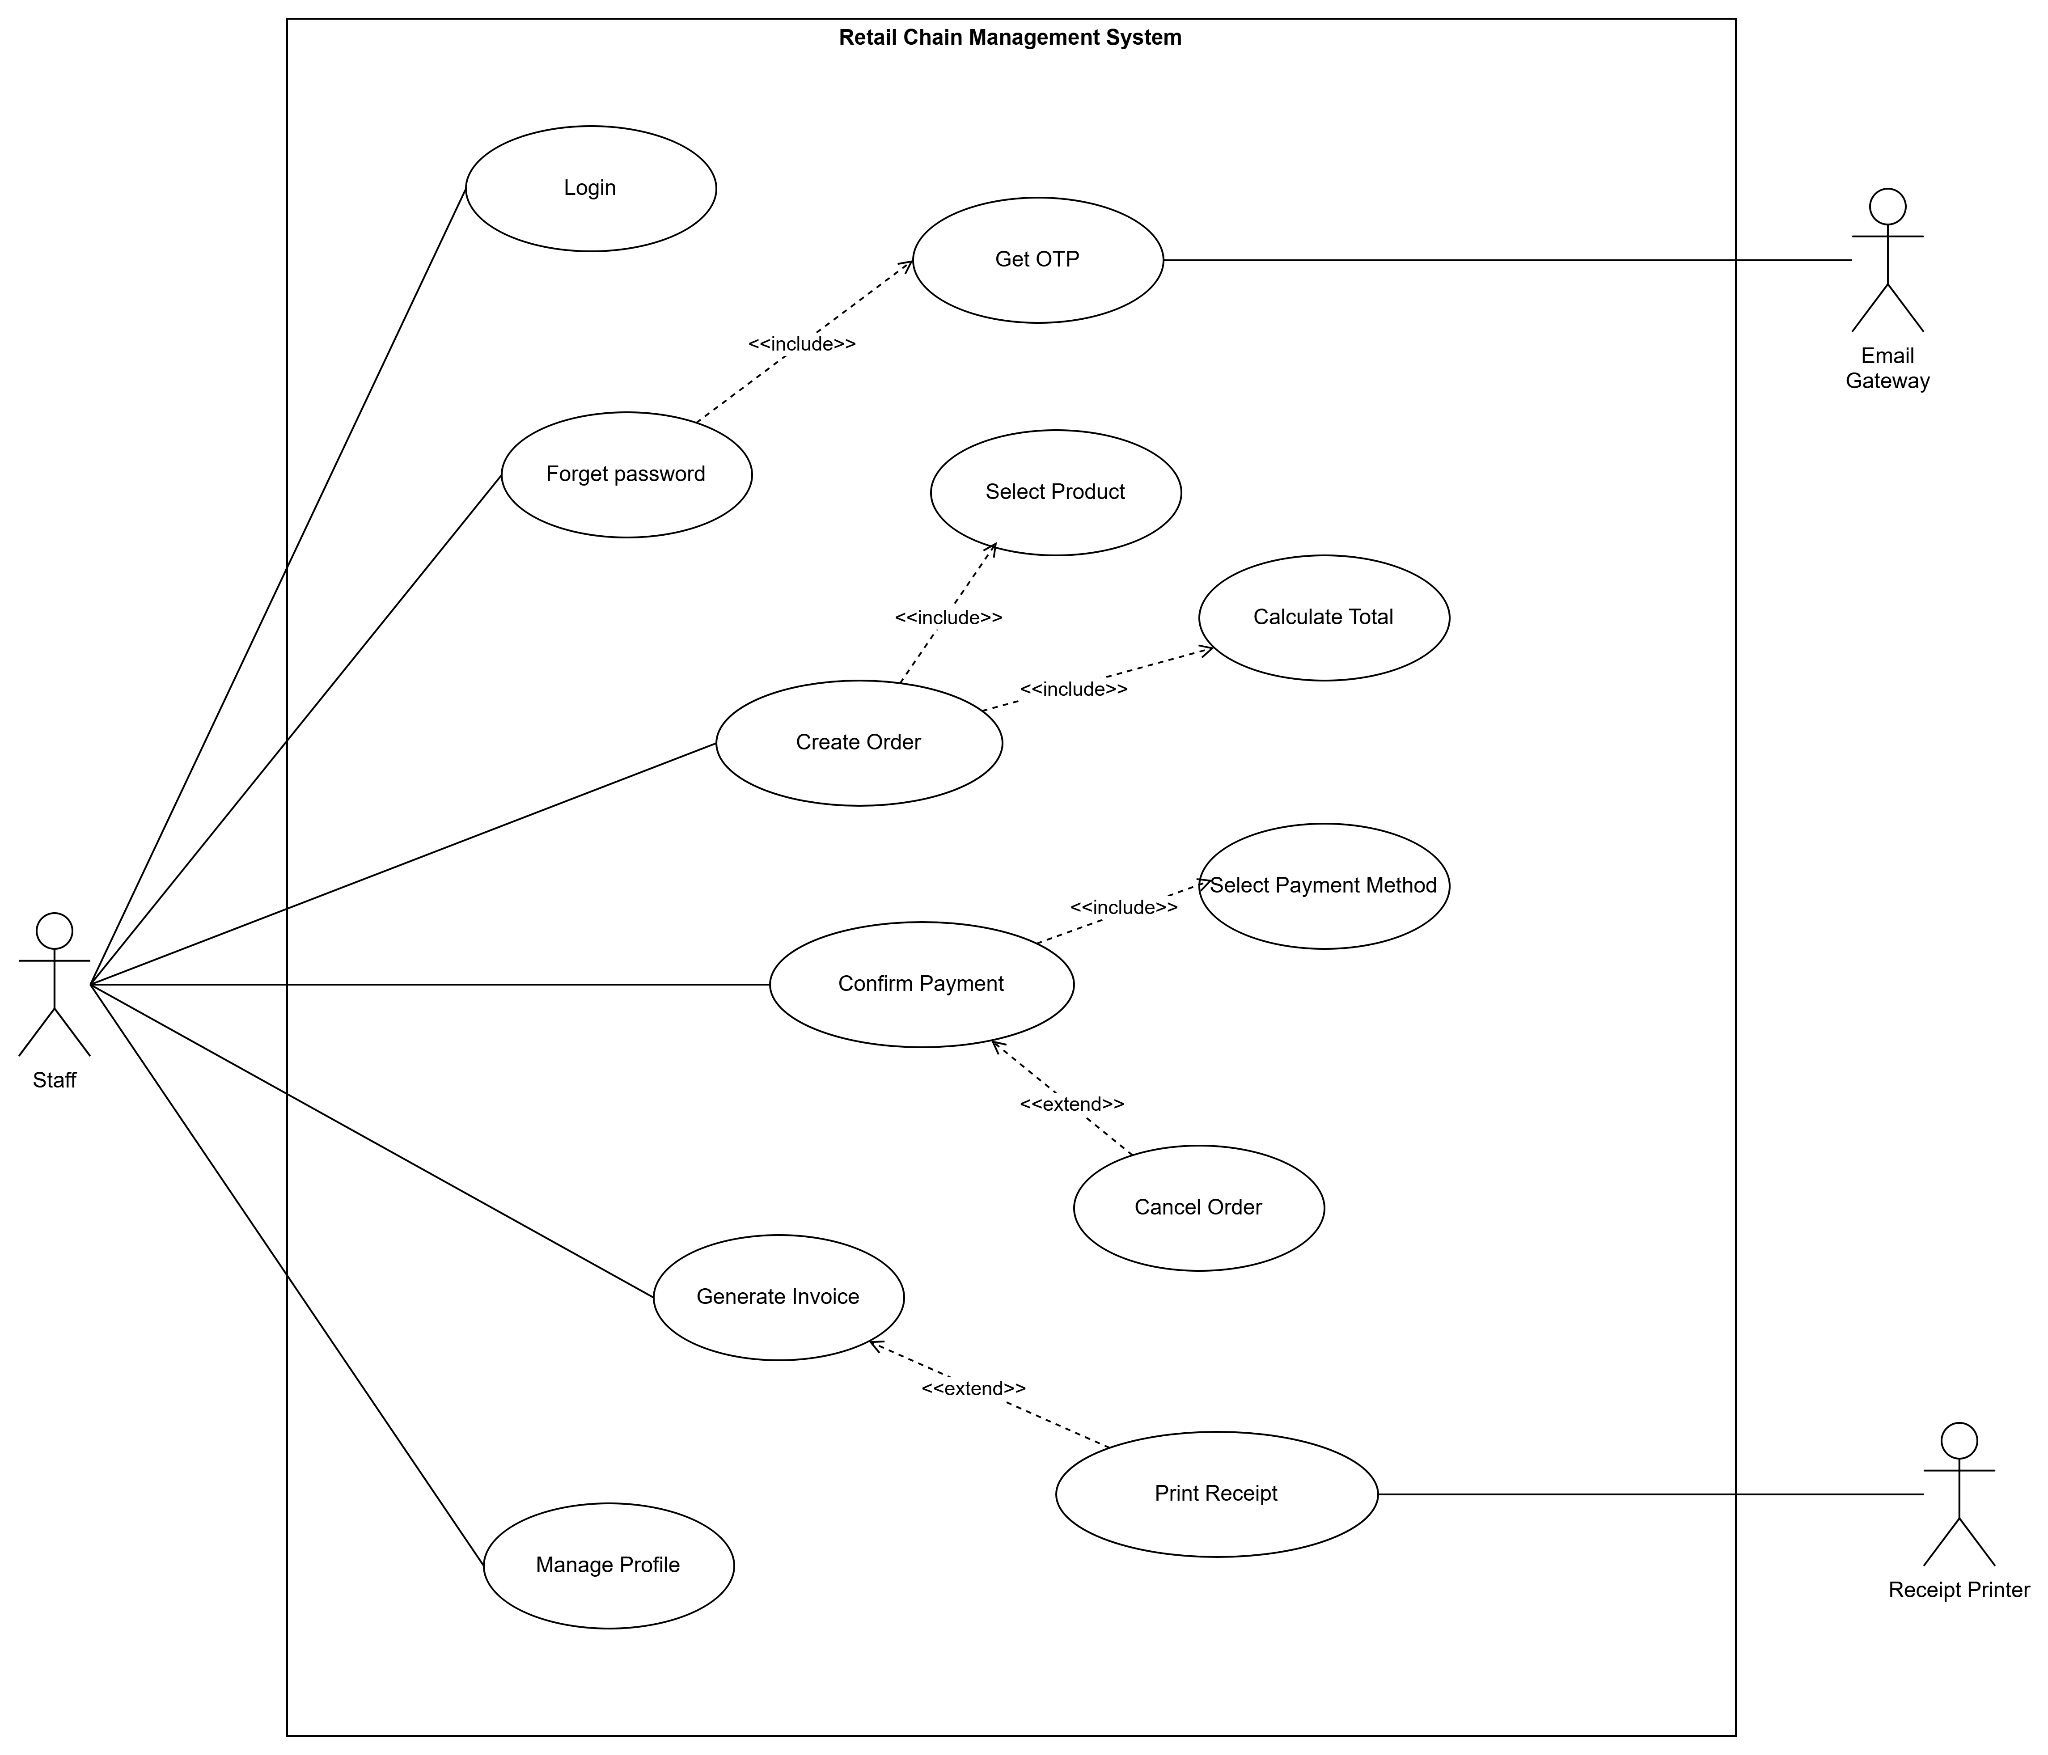 Retail Chain Management System
Login
Get OTP
<<include>>
Email
Gateway
Forget password
Select Product
<<include>>
Calculate Total
<<include>>
Create Order
Select Payment Method
<<include>>
Confirm Payment
Staff
<<extend>>
Cancel Order
Generate Invoice
<<extend>>
Print Receipt
Manage Profile
Receipt Printer